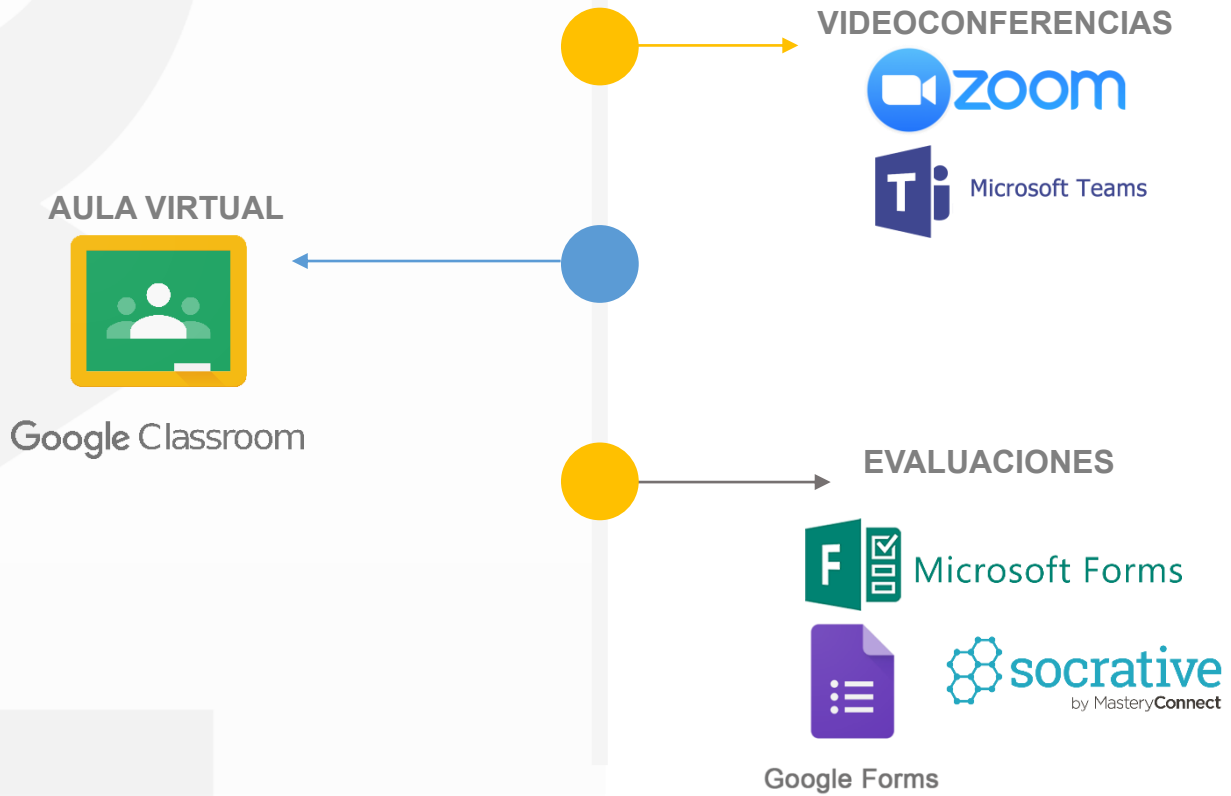 VIDEOCONFERENCIAS
zoom
T
Microsoft Teams
AULA VIRTUAL
Google Classroom
EVALUACIONES
F
Microsoft Forms
socrative
by MasteryConnect
Google Forms